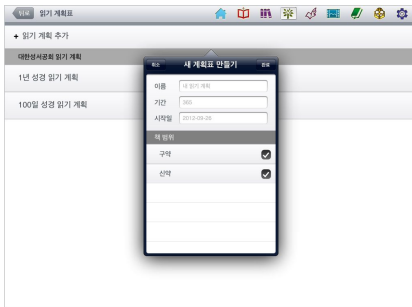 뒤로 읽기 계획표
+ 읽기 계획 추가
대한성서공회 읽기 계획
1년 성경 읽기 계획
100일 성경 읽기 계획
취소 새 계획표 만들기 완료
이름 내 읽기 계획
기간 365
시작일 2012-09-26
책 범위
구약
신약